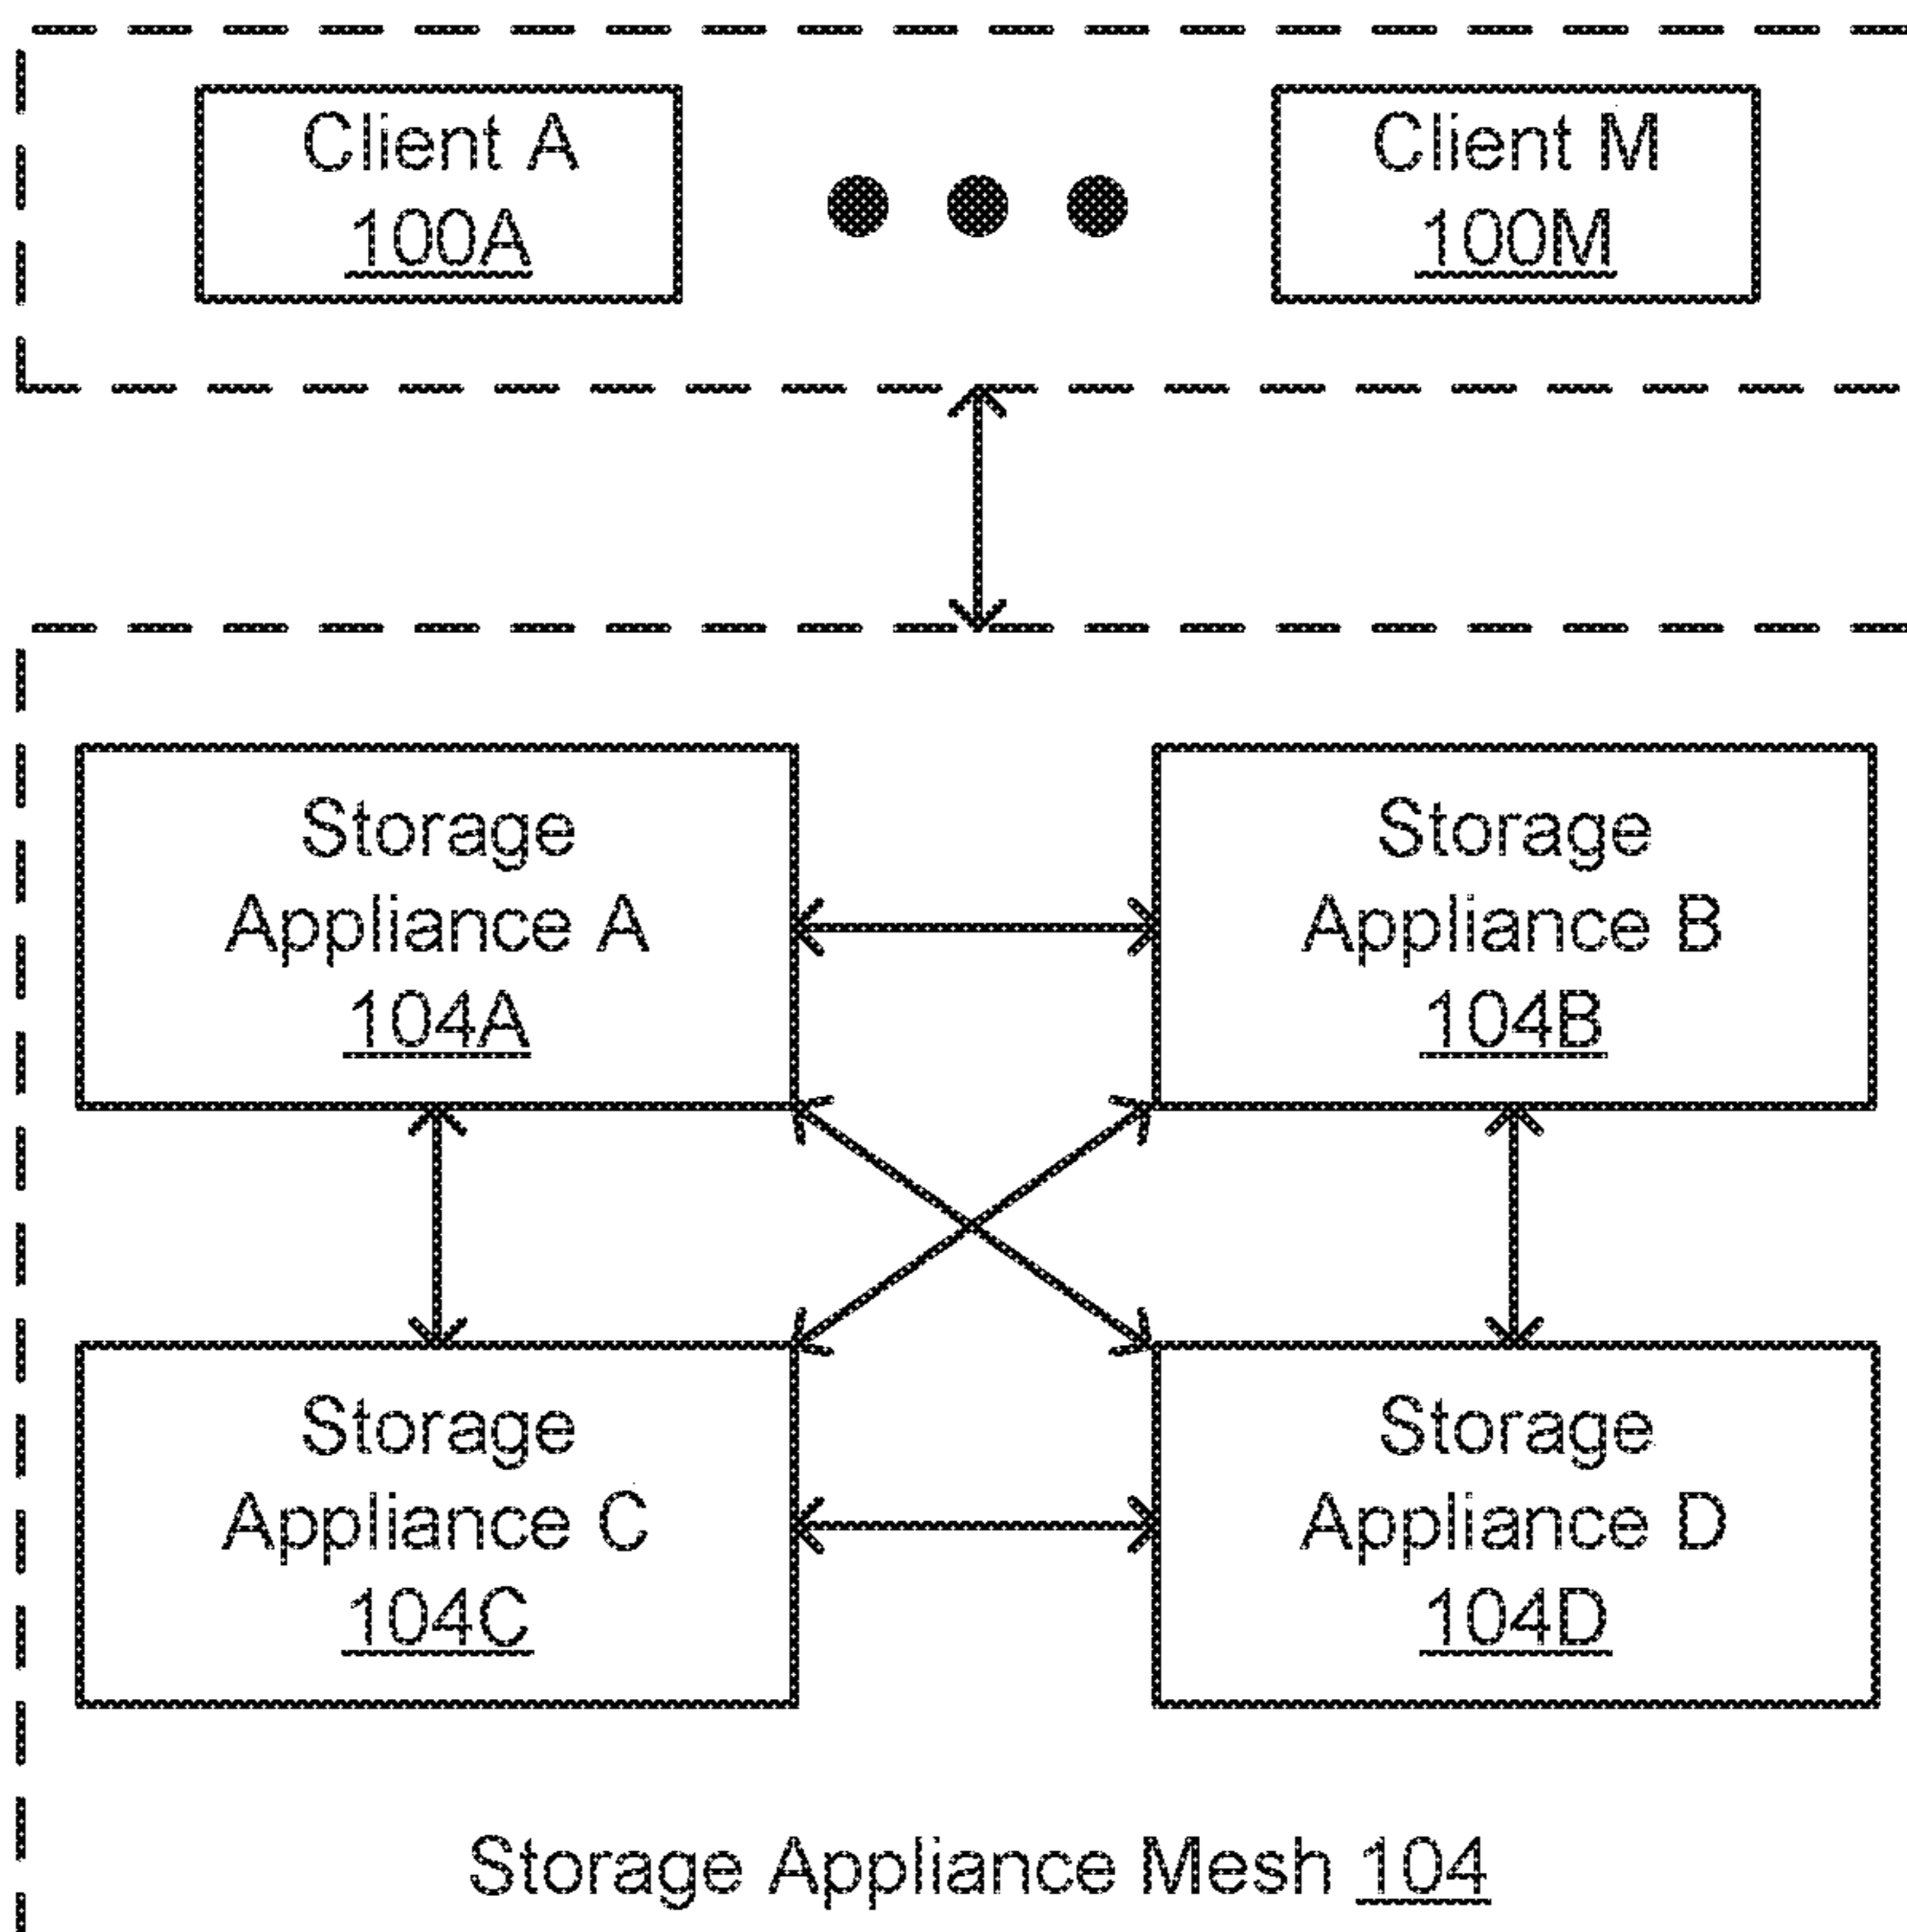 Client A
100A
Client M
100M
Storage
Appliance A
104A
Storage
Appliance B
104B
Storage
Appliance C
104C
Storage
Appliance D
104D
Storage Appliance Mesh 104